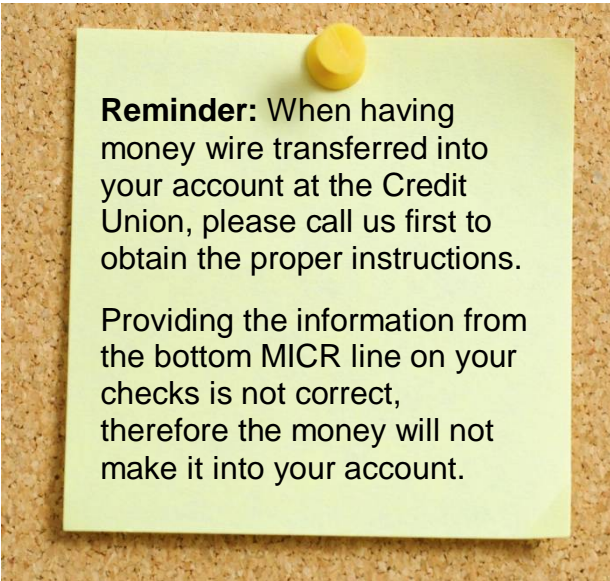 Reminder: When having
money wire transferred into
your account at the Credit
Union, please call us first to
obtain the proper instructions.
Providing the information from
the bottom MICR line on your
checks is not correct,
therefore the money will not
make it into your account.